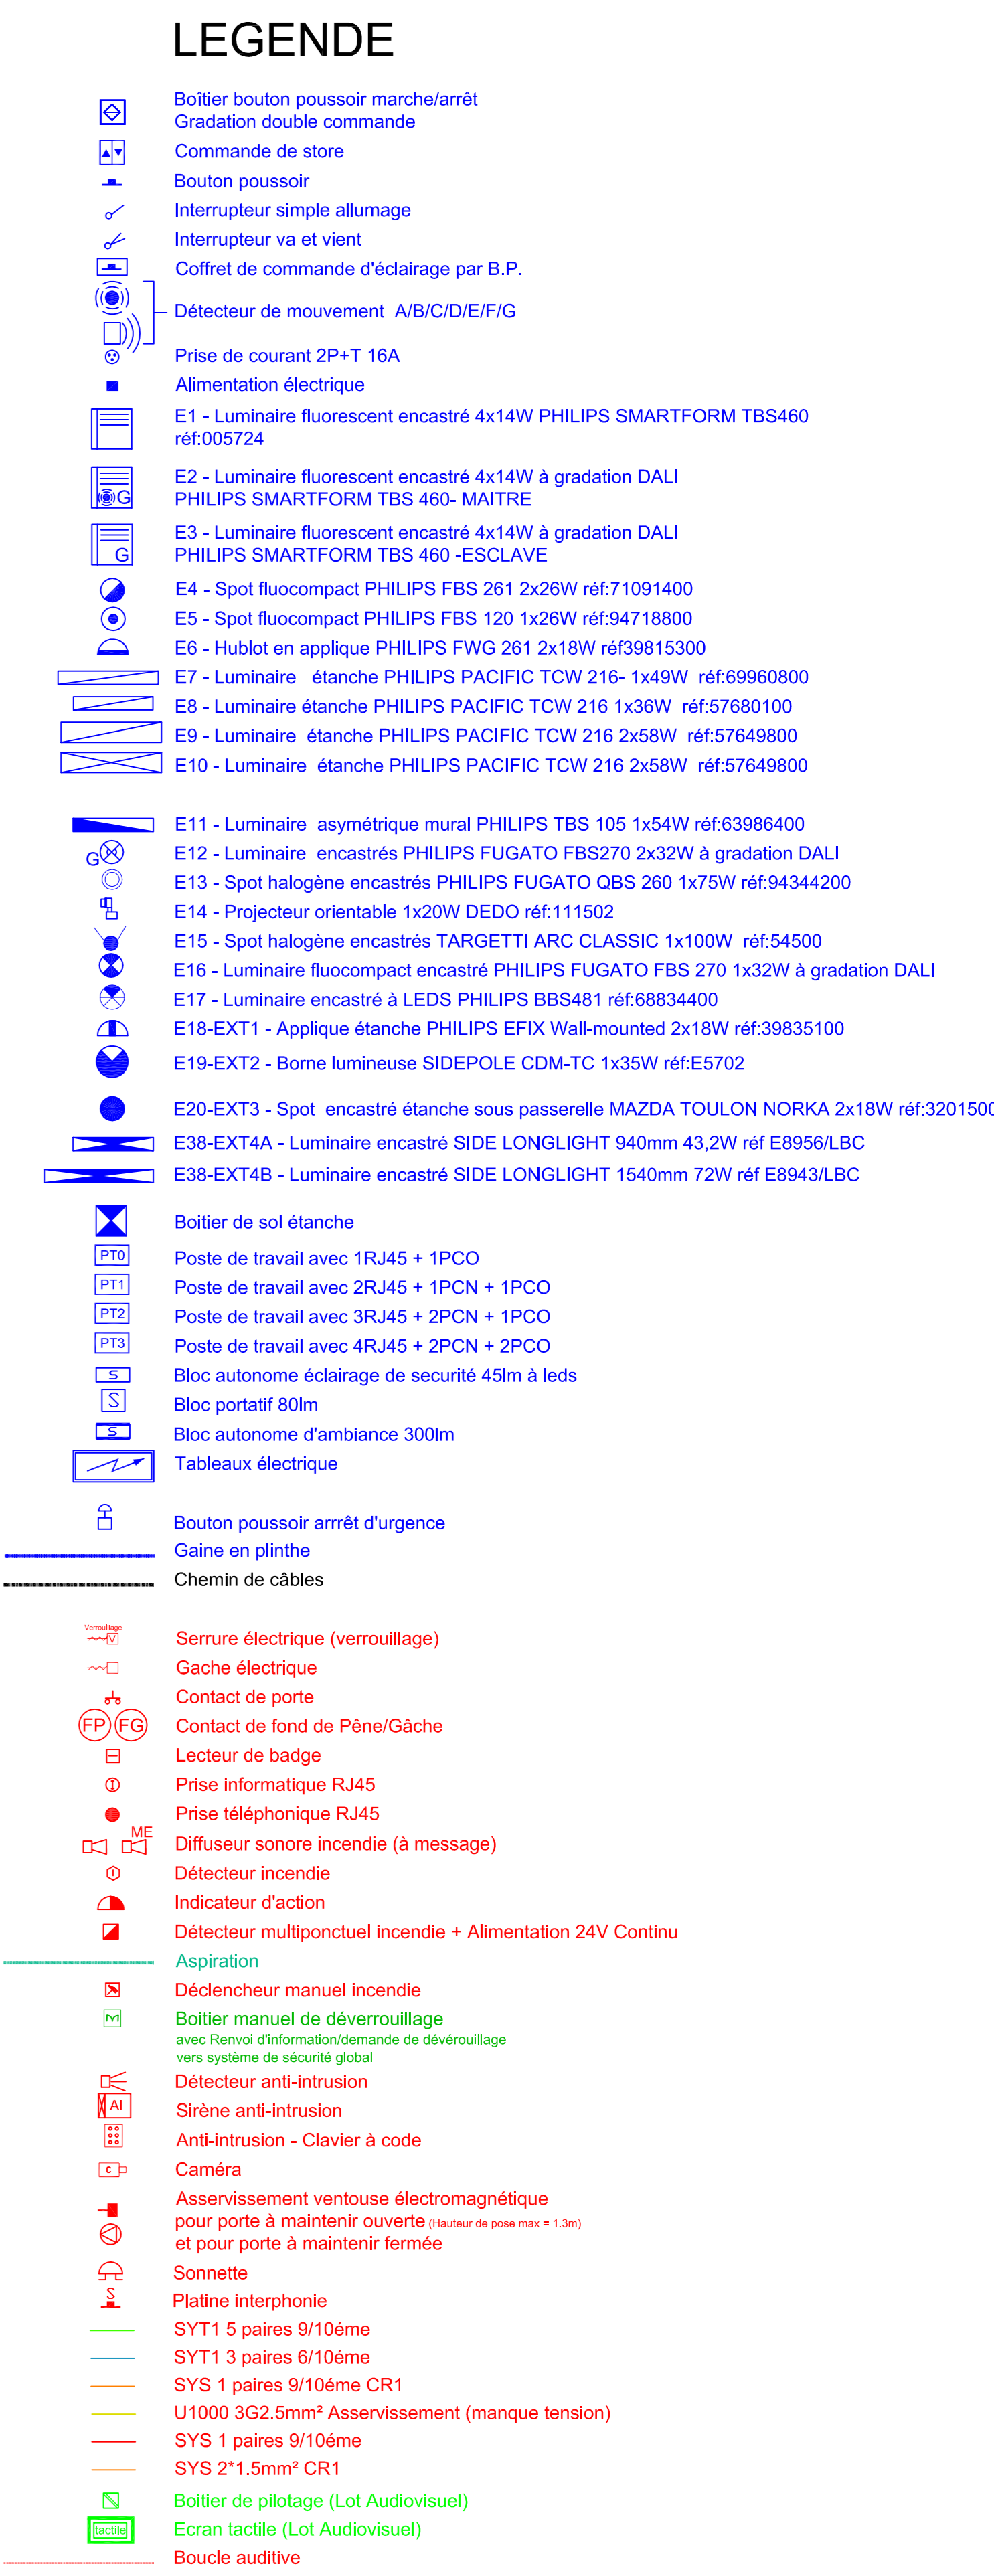 LEGENDE
Boîtier bouton poussoir marche/arrêt
Gradation double commande
Commande de store
Bouton poussoir
Interrupteur simple allumage
Interrupteur va et vient
Coffret de commande d'éclairage par B.P.
Détecteur de mouvement A/B/C/D/E/F/G
Prise de courant 2P+T 16A
Alimentation électrique
E1 - Luminaire fluorescent encastré 4x14W PHILIPS SMARTFORM TBS460
réf:005724
E2 - Luminaire fluorescent encastré 4x14W à gradation DALI
G PHILIPS SMARTFORM TBS 460- MAITRE
E3 - Luminaire fluorescent encastré 4x14W à gradation DALI
G PHILIPS SMARTFORM TBS 460 -ESCLAVE
E4 - Spot fluocompact PHILIPS FBS 261 2x26W réf:71091400
E5 - Spot fluocompact PHILIPS FBS 120 1x26W réf:94718800
E6 - Hublot en applique PHILIPS FWG 261 2x18W réf39815300
E7 - Luminaire étanche PHILIPS PACIFIC TCW 216- 1x49W réf:69960800
E8 - Luminaire étanche PHILIPS PACIFIC TCW 216 1x36W réf:57680100
E9 - Luminaire étanche PHILIPS PACIFIC TCW 216 2x58W réf:57649800
E10 - Luminaire étanche PHILIPS PACIFIC TCW 216 2x58W réf:57649800
E11 - Luminaire asymétrique mural PHILIPS TBS 105 1x54W réf:63986400
G E12 - Luminaire encastrés PHILIPS FUGATO FBS270 2x32W à gradation DALI
E13 - Spot halogène encastrés PHILIPS FUGATO QBS 260 1x75W réf:94344200
E14 - Projecteur orientable 1x20W DEDO réf:111502
E15 - Spot halogène encastrés TARGETTI ARC CLASSIC 1x100W réf:54500
E16 - Luminaire fluocompact encastré PHILIPS FUGATO FBS 270 1x32W à gradation DALI
E17 - Luminaire encastré à LEDS PHILIPS BBS481 réf:68834400
E18-EXT1 - Applique étanche PHILIPS EFIX Wall-mounted 2x18W réf:39835100
E19-EXT2 - Borne lumineuse SIDEPOLE CDM-TC 1x35W réf:E5702
E20-EXT3 - Spot encastré étanche sous passerelle MAZDA TOULON NORKA 2x18W réf:3201500
E38-EXT4A - Luminaire encastré SIDE LONGLIGHT 940mm 43,2W réf E8956/LBC
E38-EXT4B - Luminaire encastré SIDE LONGLIGHT 1540mm 72W réf E8943/LBC
Boitier de sol étanche
PT0 Poste de travail avec 1RJ45 + 1PCO
PT1 Poste de travail avec 2RJ45 + 1PCN + 1PCO
PT2 Poste de travail avec 3RJ45 + 2PCN + 1PCO
PT3 Poste de travail avec 4RJ45 + 2PCN + 2PCO
S Bloc autonome éclairage de securité 45lm à leds
S Bloc portatif 80lm
S Bloc autonome d'ambiance 300lm
Tableaux électrique
Bouton poussoir arrrêt d'urgence
Gaine en plinthe
Chemin de câbles
Verrouillage
V Serrure électrique (verrouillage)
Gache électrique
Contact de porte
FP FG Contact de fond de Pêne/Gâche
Lecteur de badge
I Prise informatique RJ45
Prise téléphonique RJ45
ME
Diffuseur sonore incendie (à message)
Détecteur incendie
Indicateur d'action
Détecteur multiponctuel incendie + Alimentation 24V Continu
Aspiration
Déclencheur manuel incendie
M Boitier manuel de déverrouillage
avec Renvoi d'information/demande de dévérouillage
vers système de sécurité global
Détecteur anti-intrusion
AI Sirène anti-intrusion
Anti-intrusion - Clavier à code
C Caméra
Asservissement ventouse électromagnétique
pour porte à maintenir ouverte (Hauteur de pose max = 1.3m)
et pour porte à maintenir fermée
Sonnette
S Platine interphonie
SYT1 5 paires 9/10éme
SYT1 3 paires 6/10éme
SYS 1 paires 9/10éme CR1
U1000 3G2.5mm² Asservissement (manque tension)
SYS 1 paires 9/10éme
SYS 2*1.5mm² CR1
Boitier de pilotage (Lot Audiovisuel)
tactile Ecran tactile (Lot Audiovisuel)
Boucle auditive